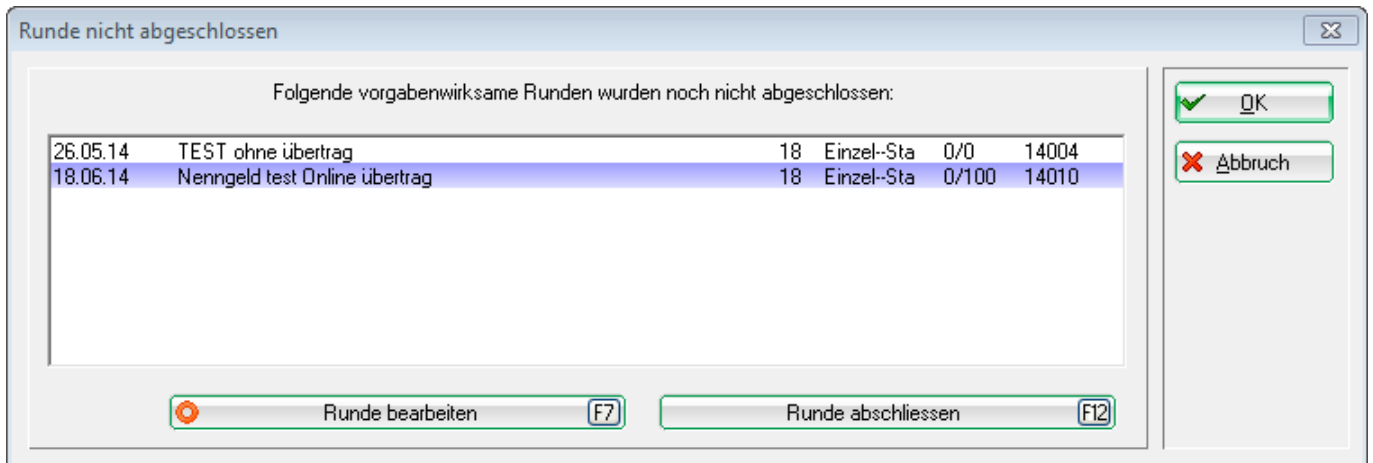 Runde nicht abgeschlossen
Folgende vorgabenwirksame Runden wurden noch nicht abgeschlossen:
26.05.14 TEST ohne übertrag 18 Einzel--Sta 0/0 14004
18.06.14 Nenngeld test Online übertrag 18 Einzel--Sta 0/100 14010
Runde bearbeiten F7
Runde abschliessen F12
OK
Abbruch